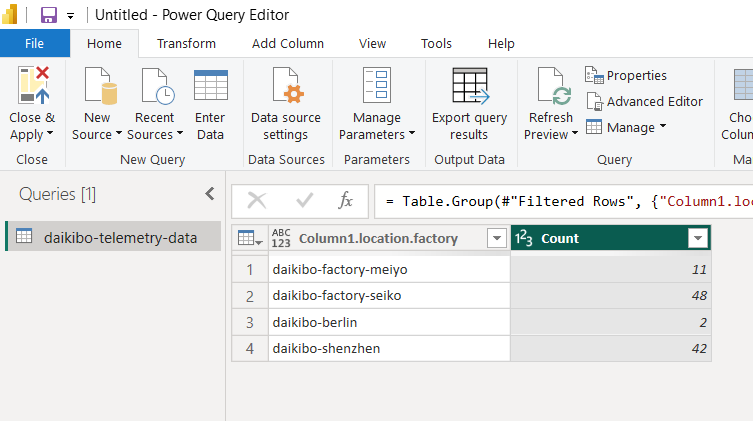 Untitled - Power Query Editor
File Home Transform Add Column View Tools Help
Close & Apply
New Source
Recent Sources
Enter Data
Data source settings
Manage Parameters
Export query results
Refresh Preview
Properties
Advanced Editor
Manage
Close New Query Data Sources Parameters Output Data Query
Queries [1]
fx = Table.Group(#"Filtered Rows", {"Column1.loc
daikibo-telemetry-data
ABC 123 Column1.location.factory 123 Count
1 daikibo-factory-meiyo 11
2 daikibo-factory-seiko 48
3 daikibo-berlin 2
4 daikibo-shenzhen 42